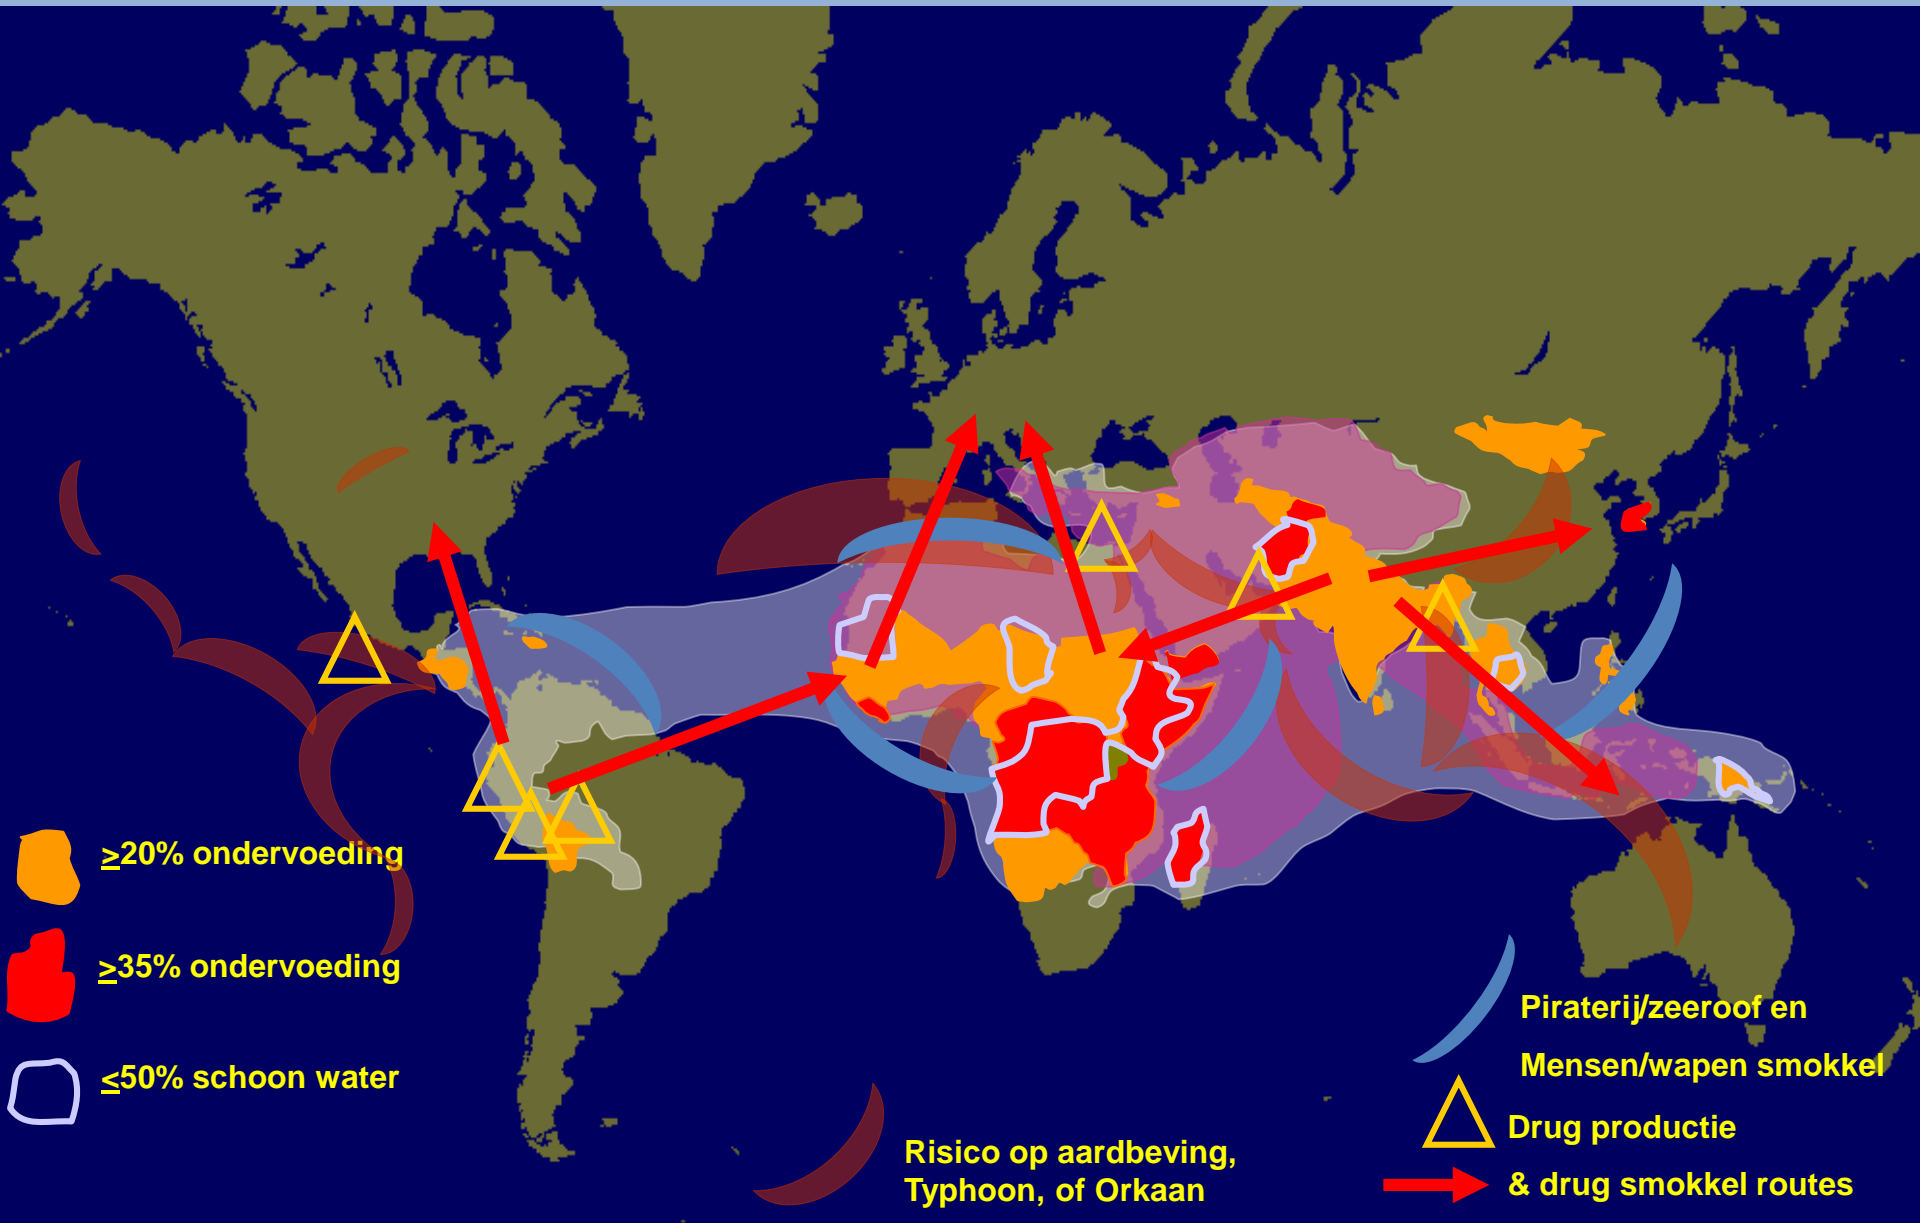 ≥20% ondervoeding
≥35% ondervoeding
≤50% schoon water
Risico op aardbeving,
Typhoon, of Orkaan
Piraterij/zeeroof en
Mensen/wapen smokkel
Drug productie
& drug smokkel routes